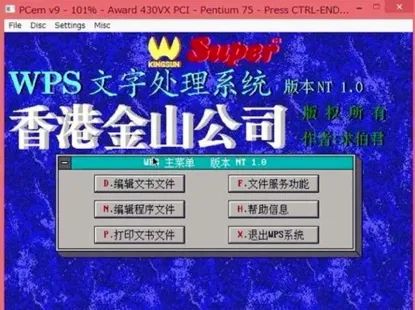 PCem v9 - 101% - Award 430VX PCI - Pentium 75 - Press CTRL-END...
File Disc Settings Misc
KINGSUN Super
WPS 文字处理系统 版本NT 1.0
香港金山公司 版权所有
作者:求伯君
WPS 主菜单 版本 NT 1.0
D.编辑文书文件 F.文件服务功能
N.编辑程序文件 H.帮助信息
P.打印文书文件 X.退出WPS系统